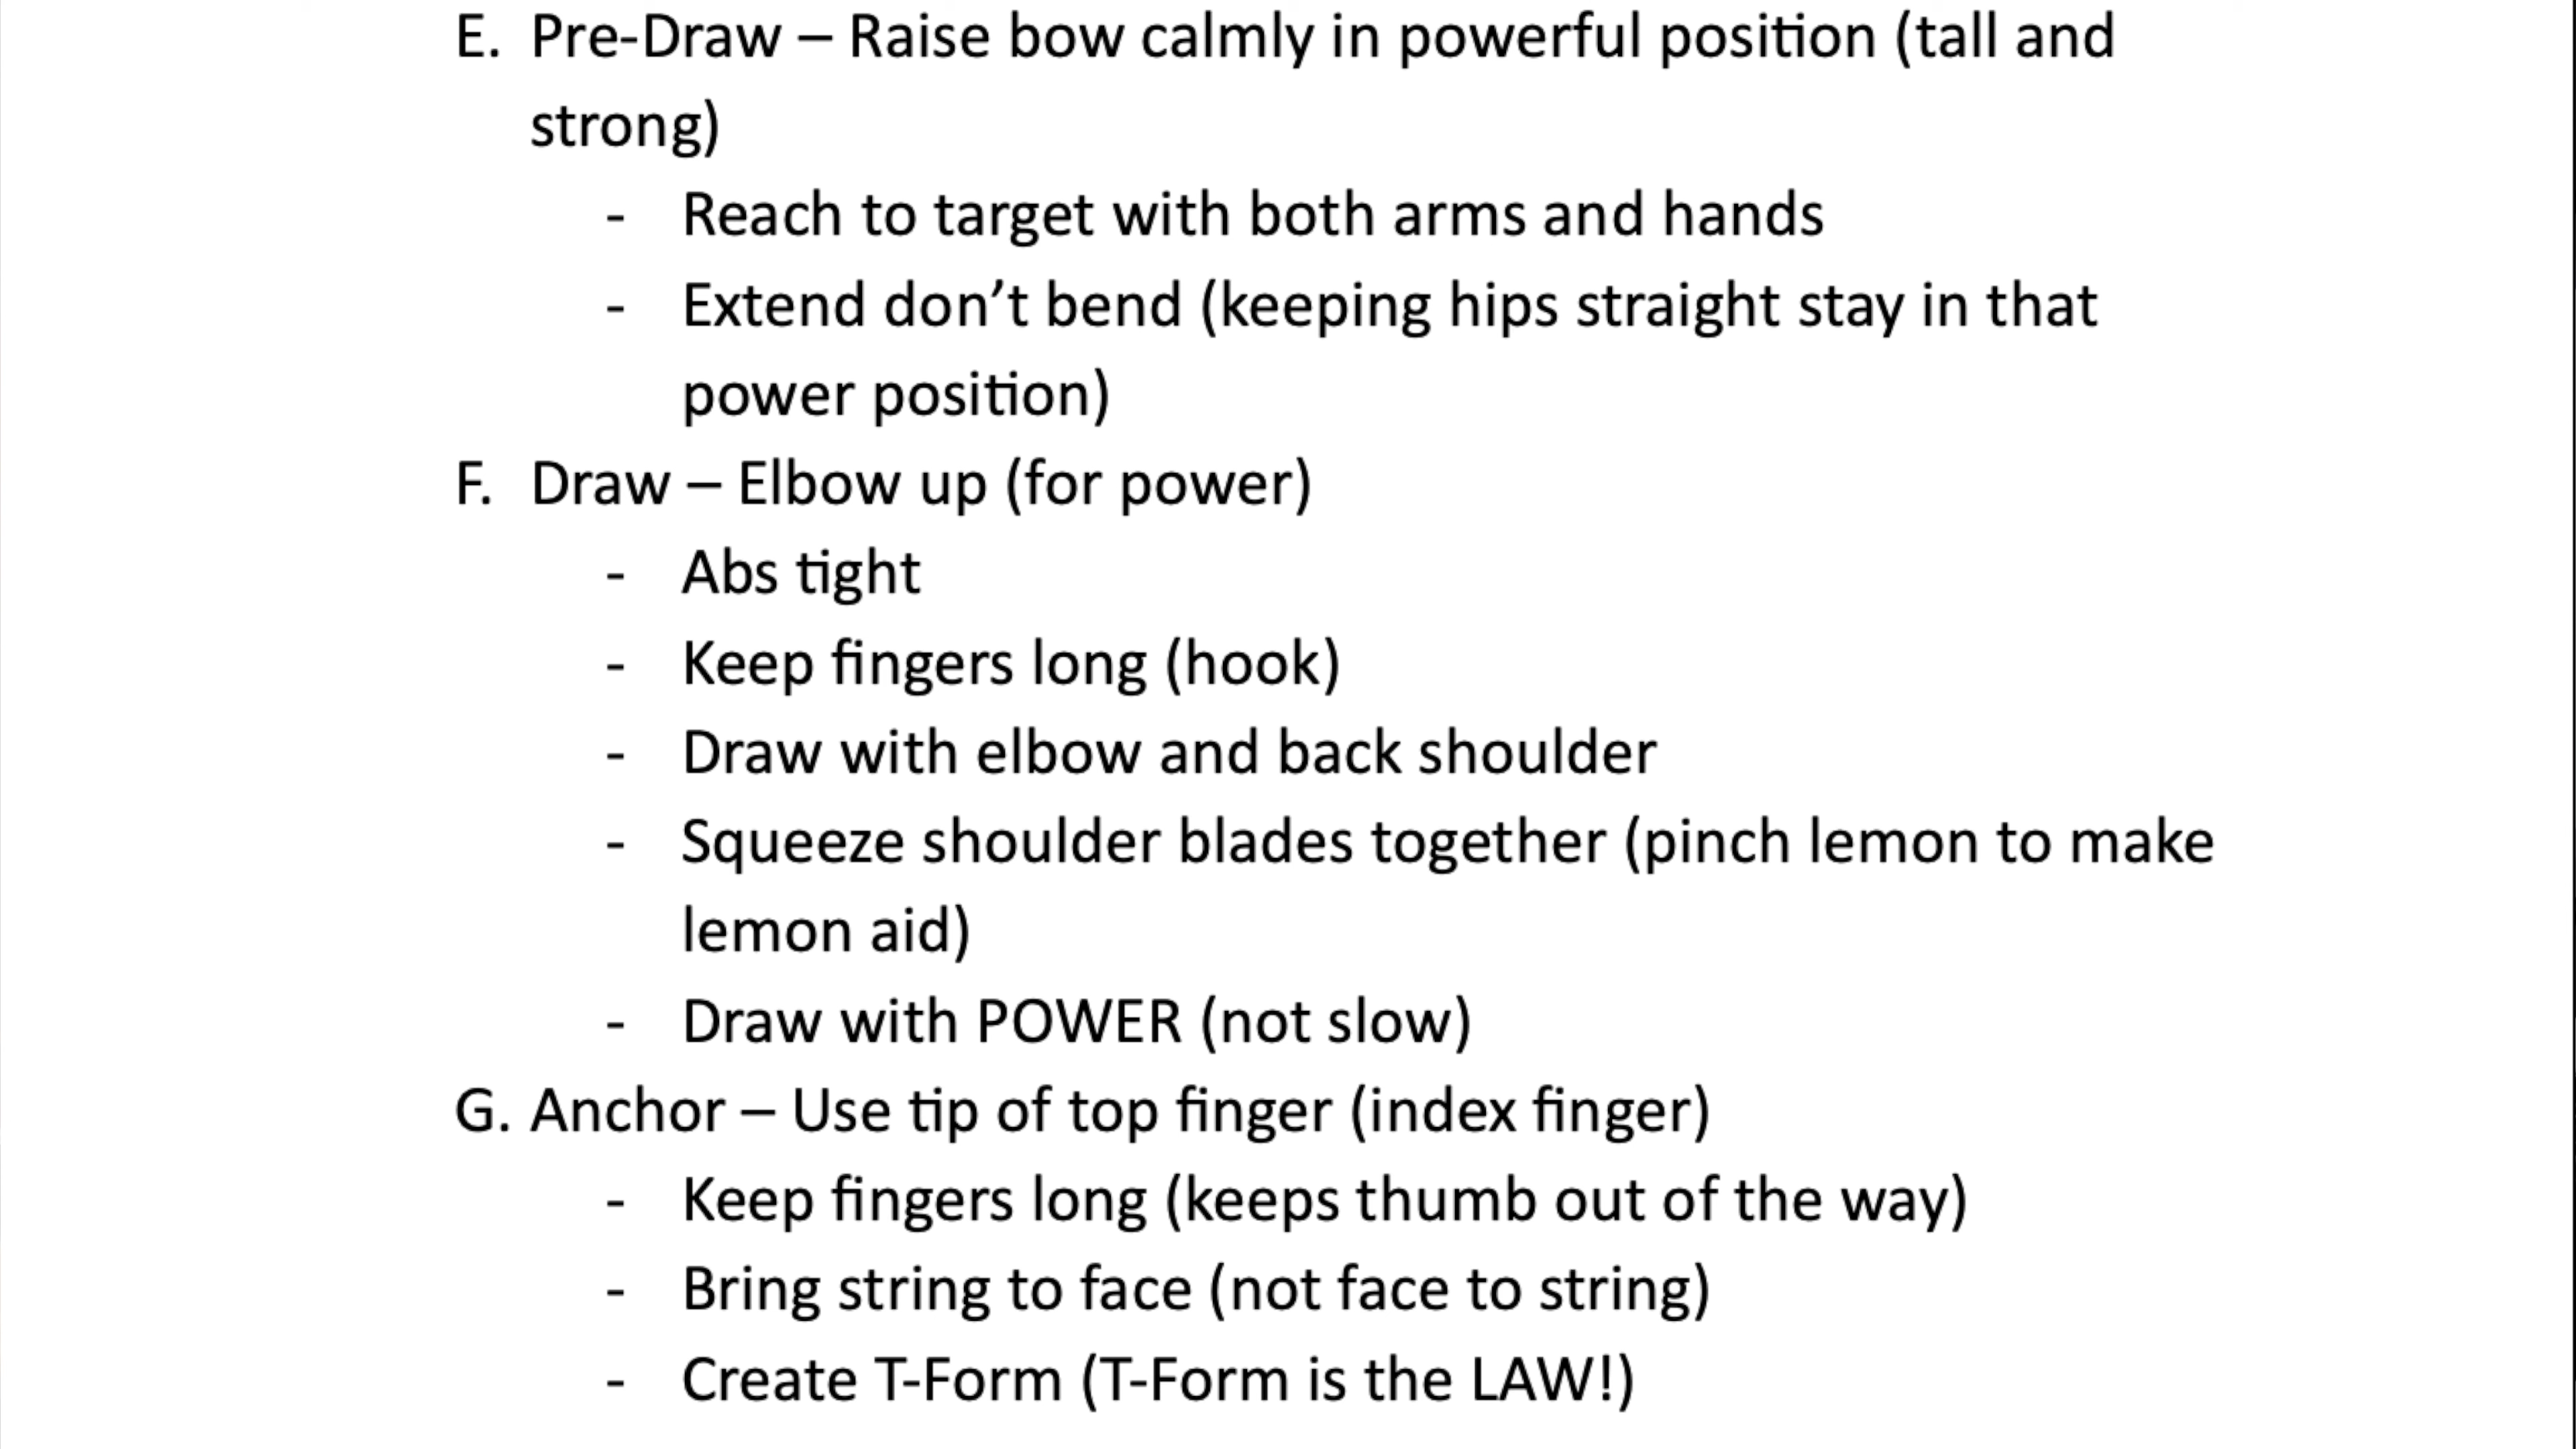 E. Pre-Draw – Raise bow calmly in powerful position (tall and
strong)
- Reach to target with both arms and hands
- Extend don’t bend (keeping hips straight stay in that
power position)
F. Draw – Elbow up (for power)
- Abs tight
- Keep fingers long (hook)
- Draw with elbow and back shoulder
- Squeeze shoulder blades together (pinch lemon to make
lemon aid)
- Draw with POWER (not slow)
G. Anchor – Use tip of top finger (index finger)
- Keep fingers long (keeps thumb out of the way)
- Bring string to face (not face to string)
- Create T-Form (T-Form is the LAW!)